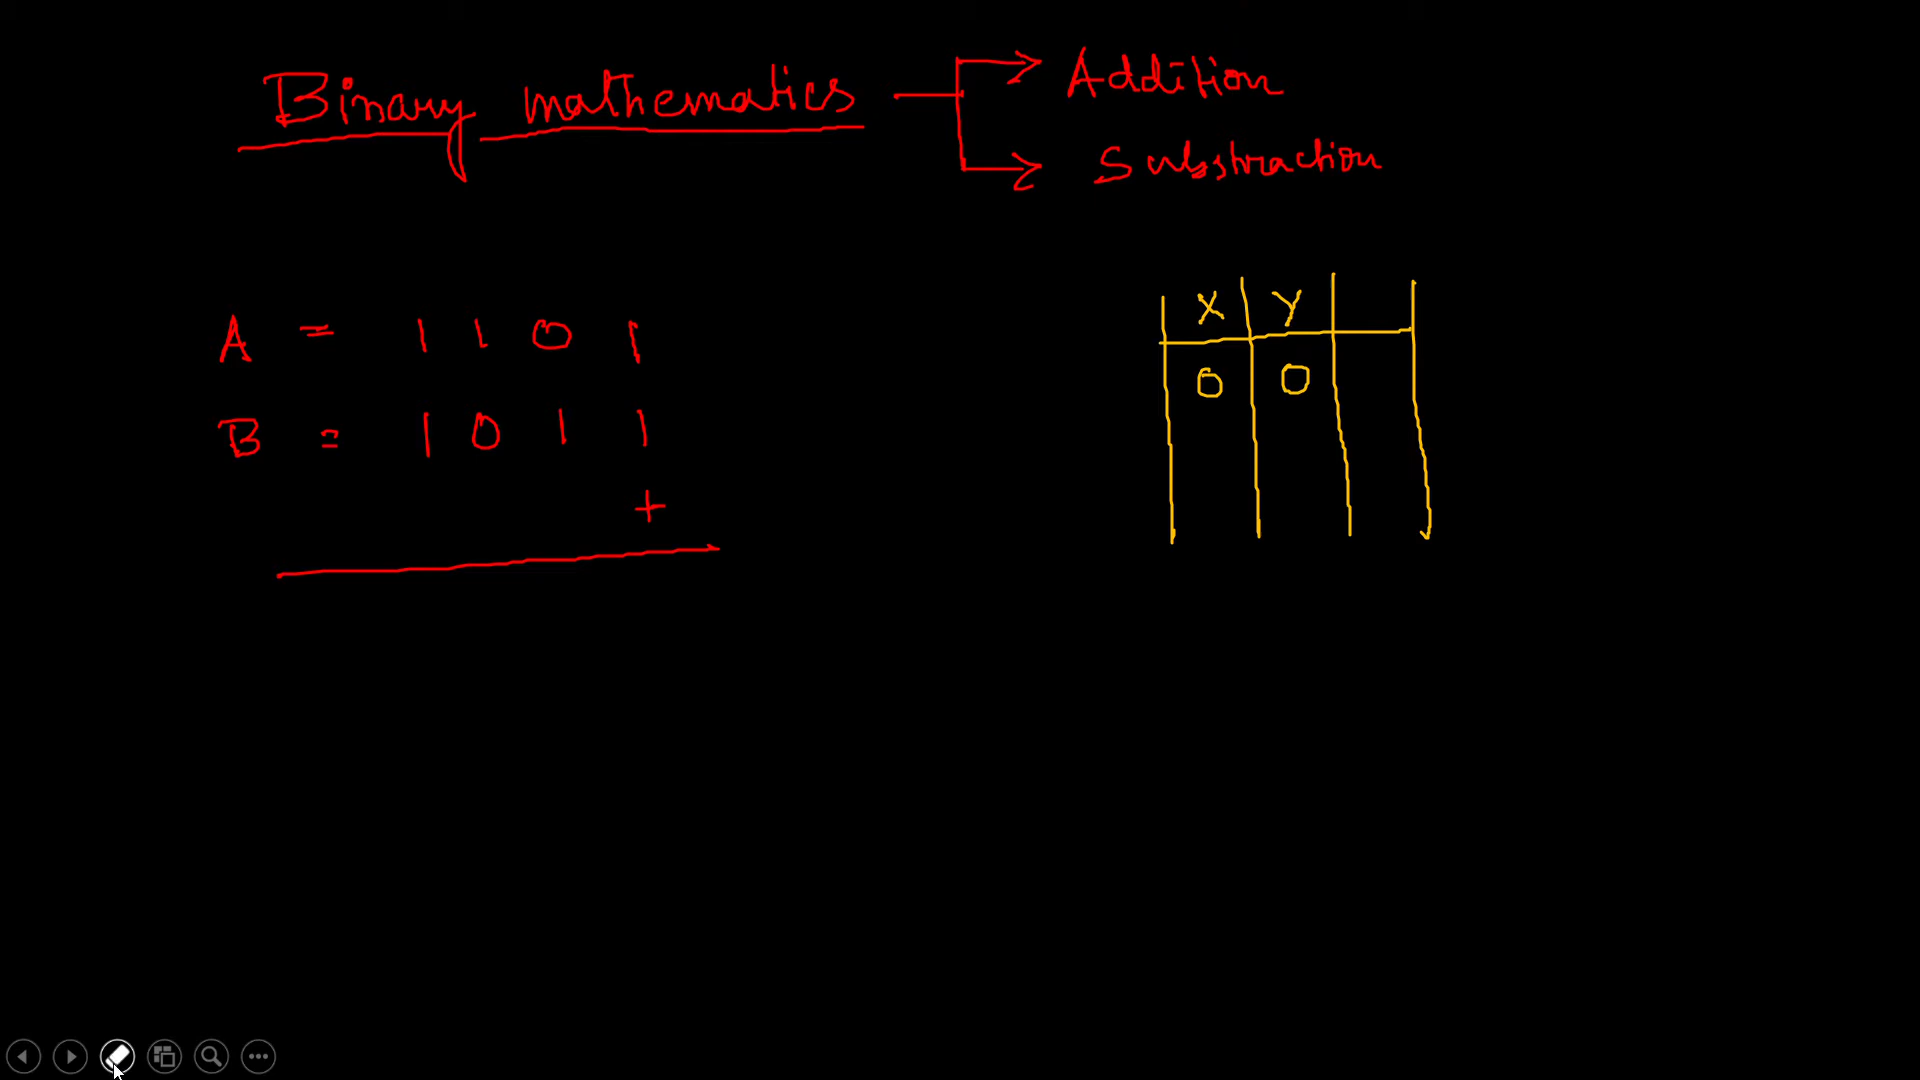 Binary mathematics
Addition
Substraction
A = 1 1 0 1
B = 1 0 1 1
+
X Y
0 0